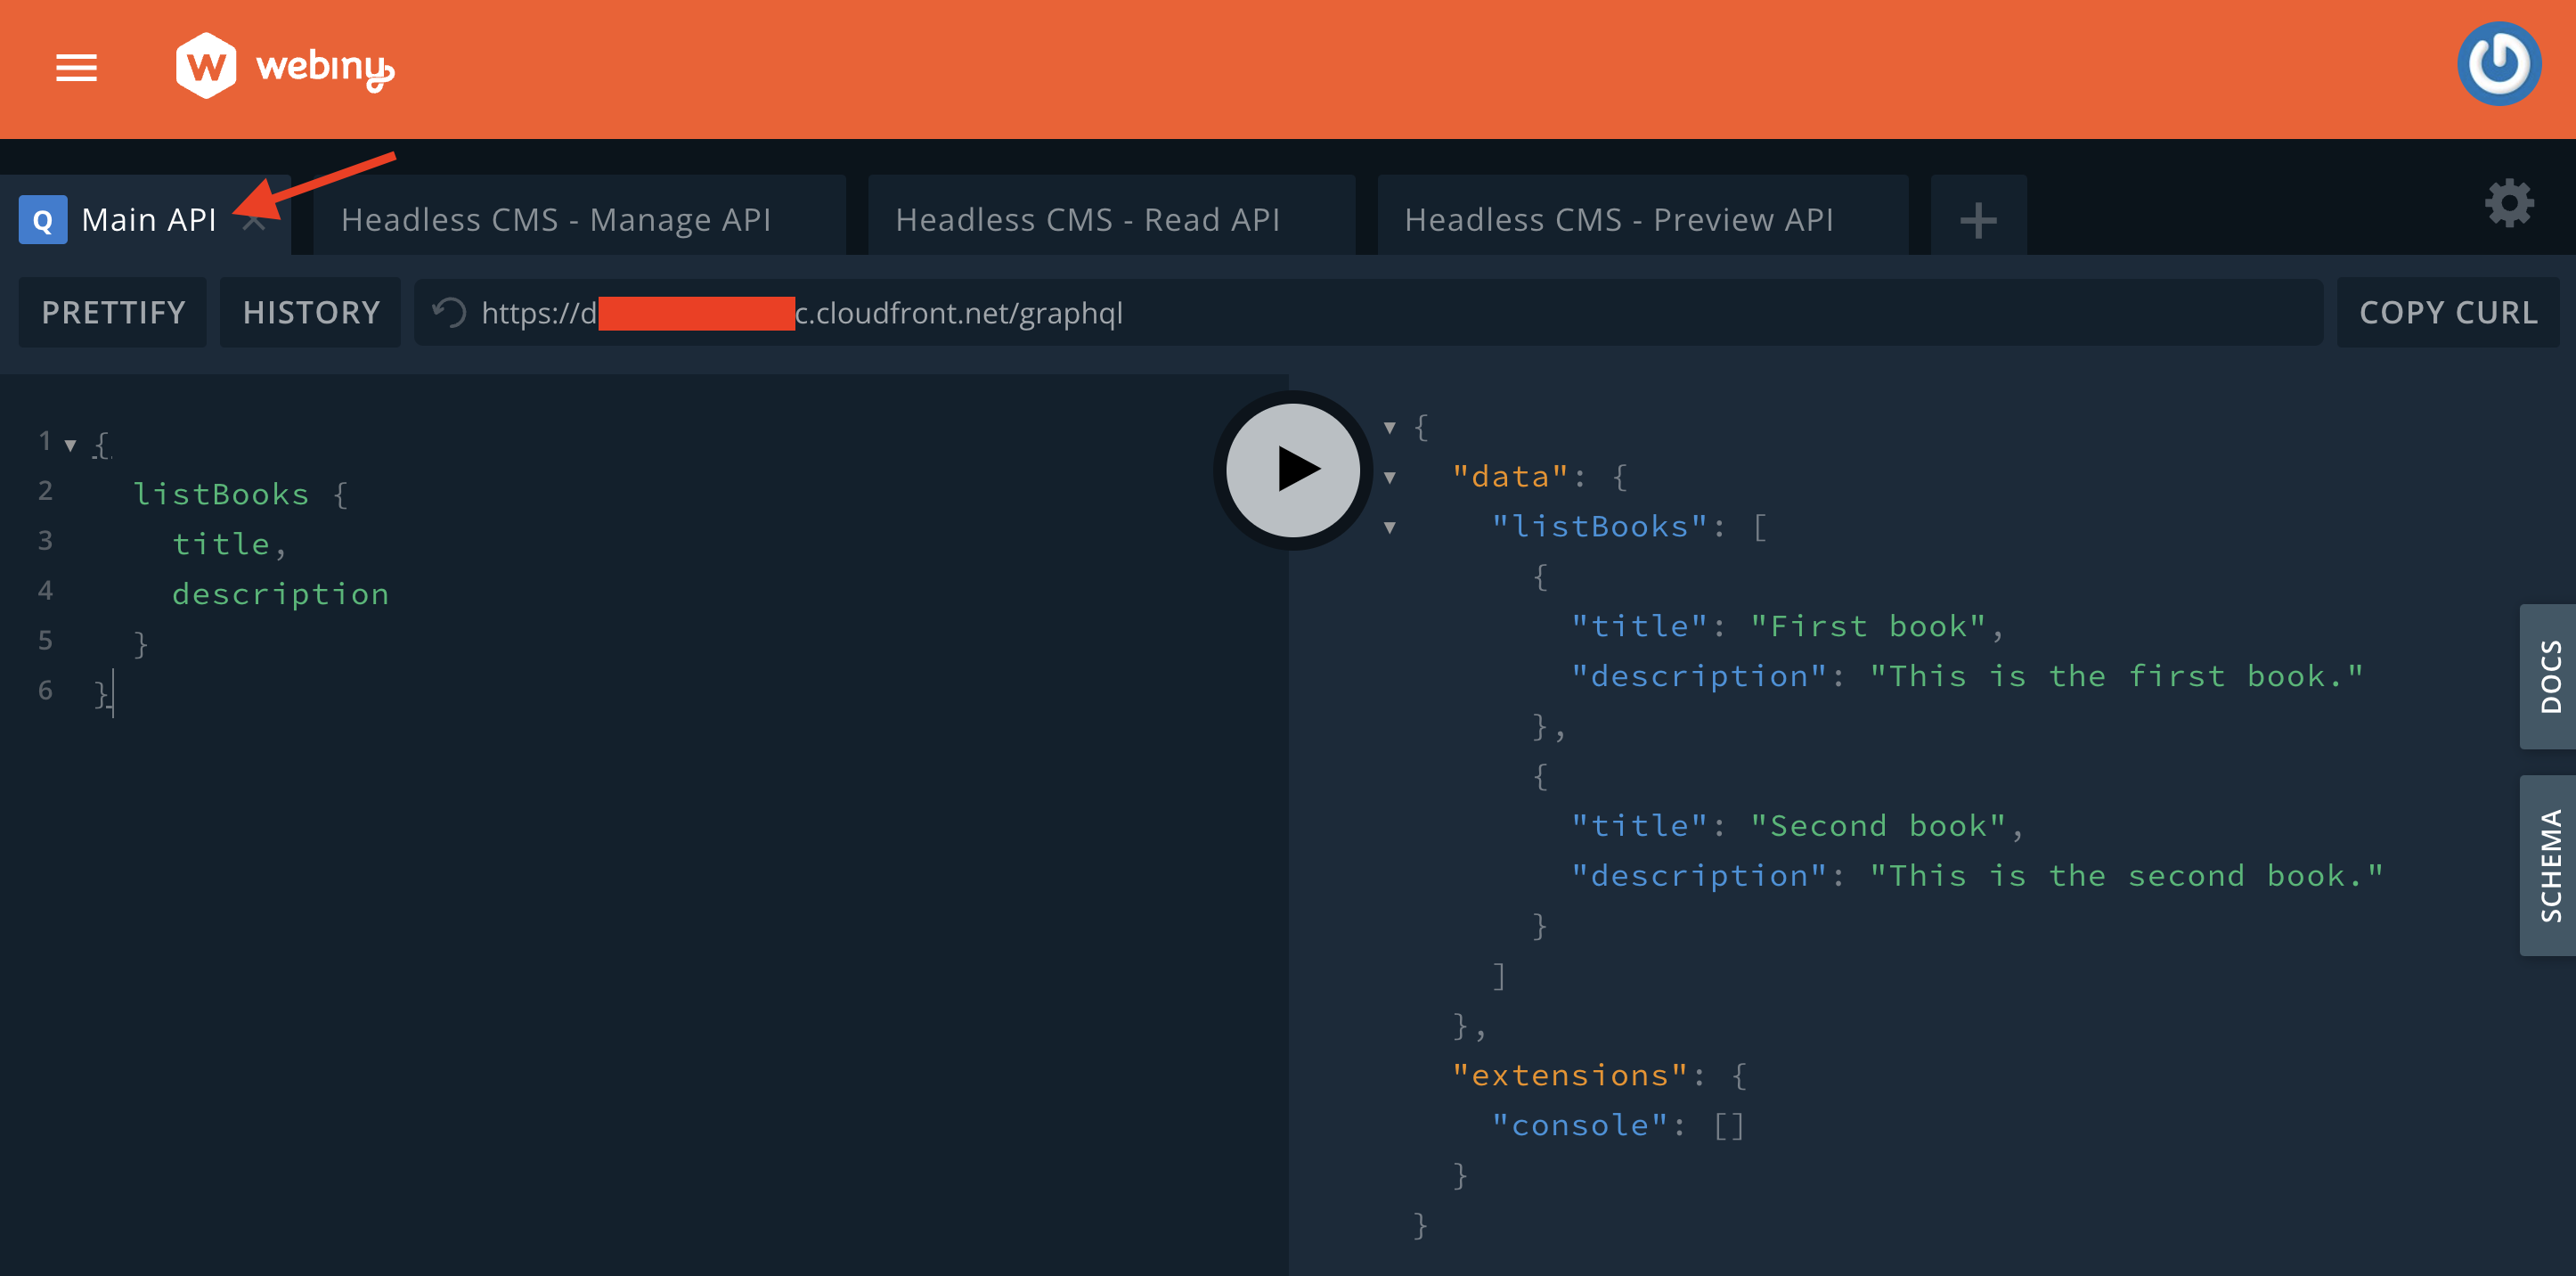 webiny
Q Main API
Headless CMS - Manage API
Headless CMS - Read API
Headless CMS - Preview API
PRETTIFY
HISTORY
https://d
c.cloudfront.net/graphql
COPY CURL
1 {
2 listBooks {
3 title,
4 description
5 }
6 }
{
"data": {
"listBooks": [
{
"title": "First book",
"description": "This is the first book."
},
{
"title": "Second book",
"description": "This is the second book."
}
]
},
"extensions": {
"console": []
}
}
DOCS
SCHEMA